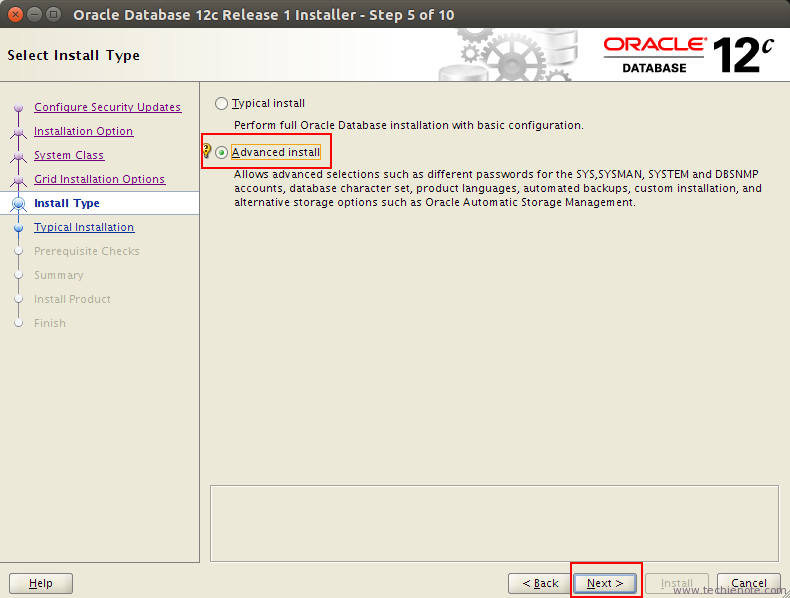 Oracle Database 12c Release 1 Installer - Step 5 of 10
Select Install Type
ORACLE®
DATABASE
12c
Configure Security Updates
Installation Option
System Class
Grid Installation Options
Install Type
Typical Installation
Prerequisite Checks
Summary
Install Product
Finish
Typical install
Perform full Oracle Database installation with basic configuration.
Advanced install
Allows advanced selections such as different passwords for the SYS,SYSMAN, SYSTEM and DBSNMP
accounts, database character set, product languages, automated backups, custom installation, and
alternative storage options such as Oracle Automatic Storage Management.
Help
< Back
Next >
Install
Cancel
www.techienote.com